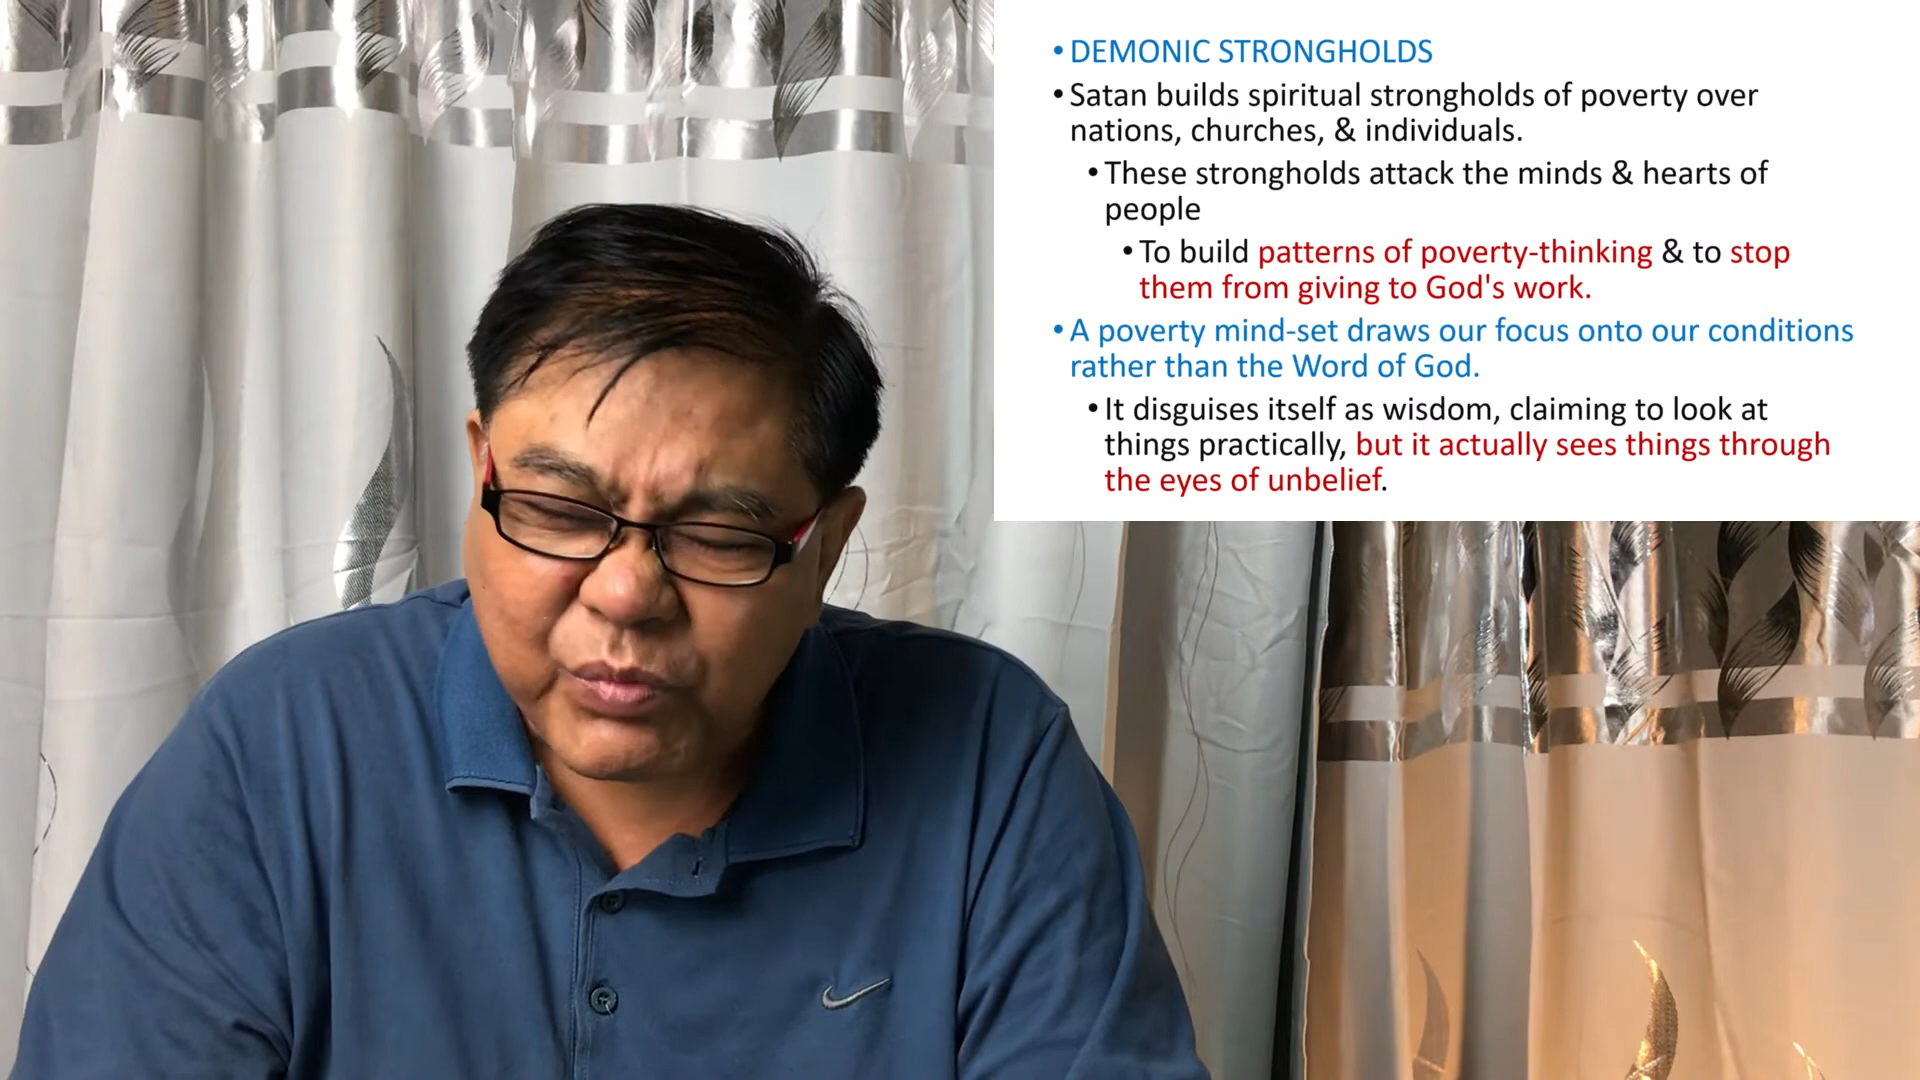 • DEMONIC STRONGHOLDS
• Satan builds spiritual strongholds of poverty over
nations, churches, & individuals.
• These strongholds attack the minds & hearts of
people
• To build patterns of poverty-thinking & to stop
them from giving to God's work.
• A poverty mind-set draws our focus onto our conditions
rather than the Word of God.
• It disguises itself as wisdom, claiming to look at
things practically, but it actually sees things through
the eyes of unbelief.